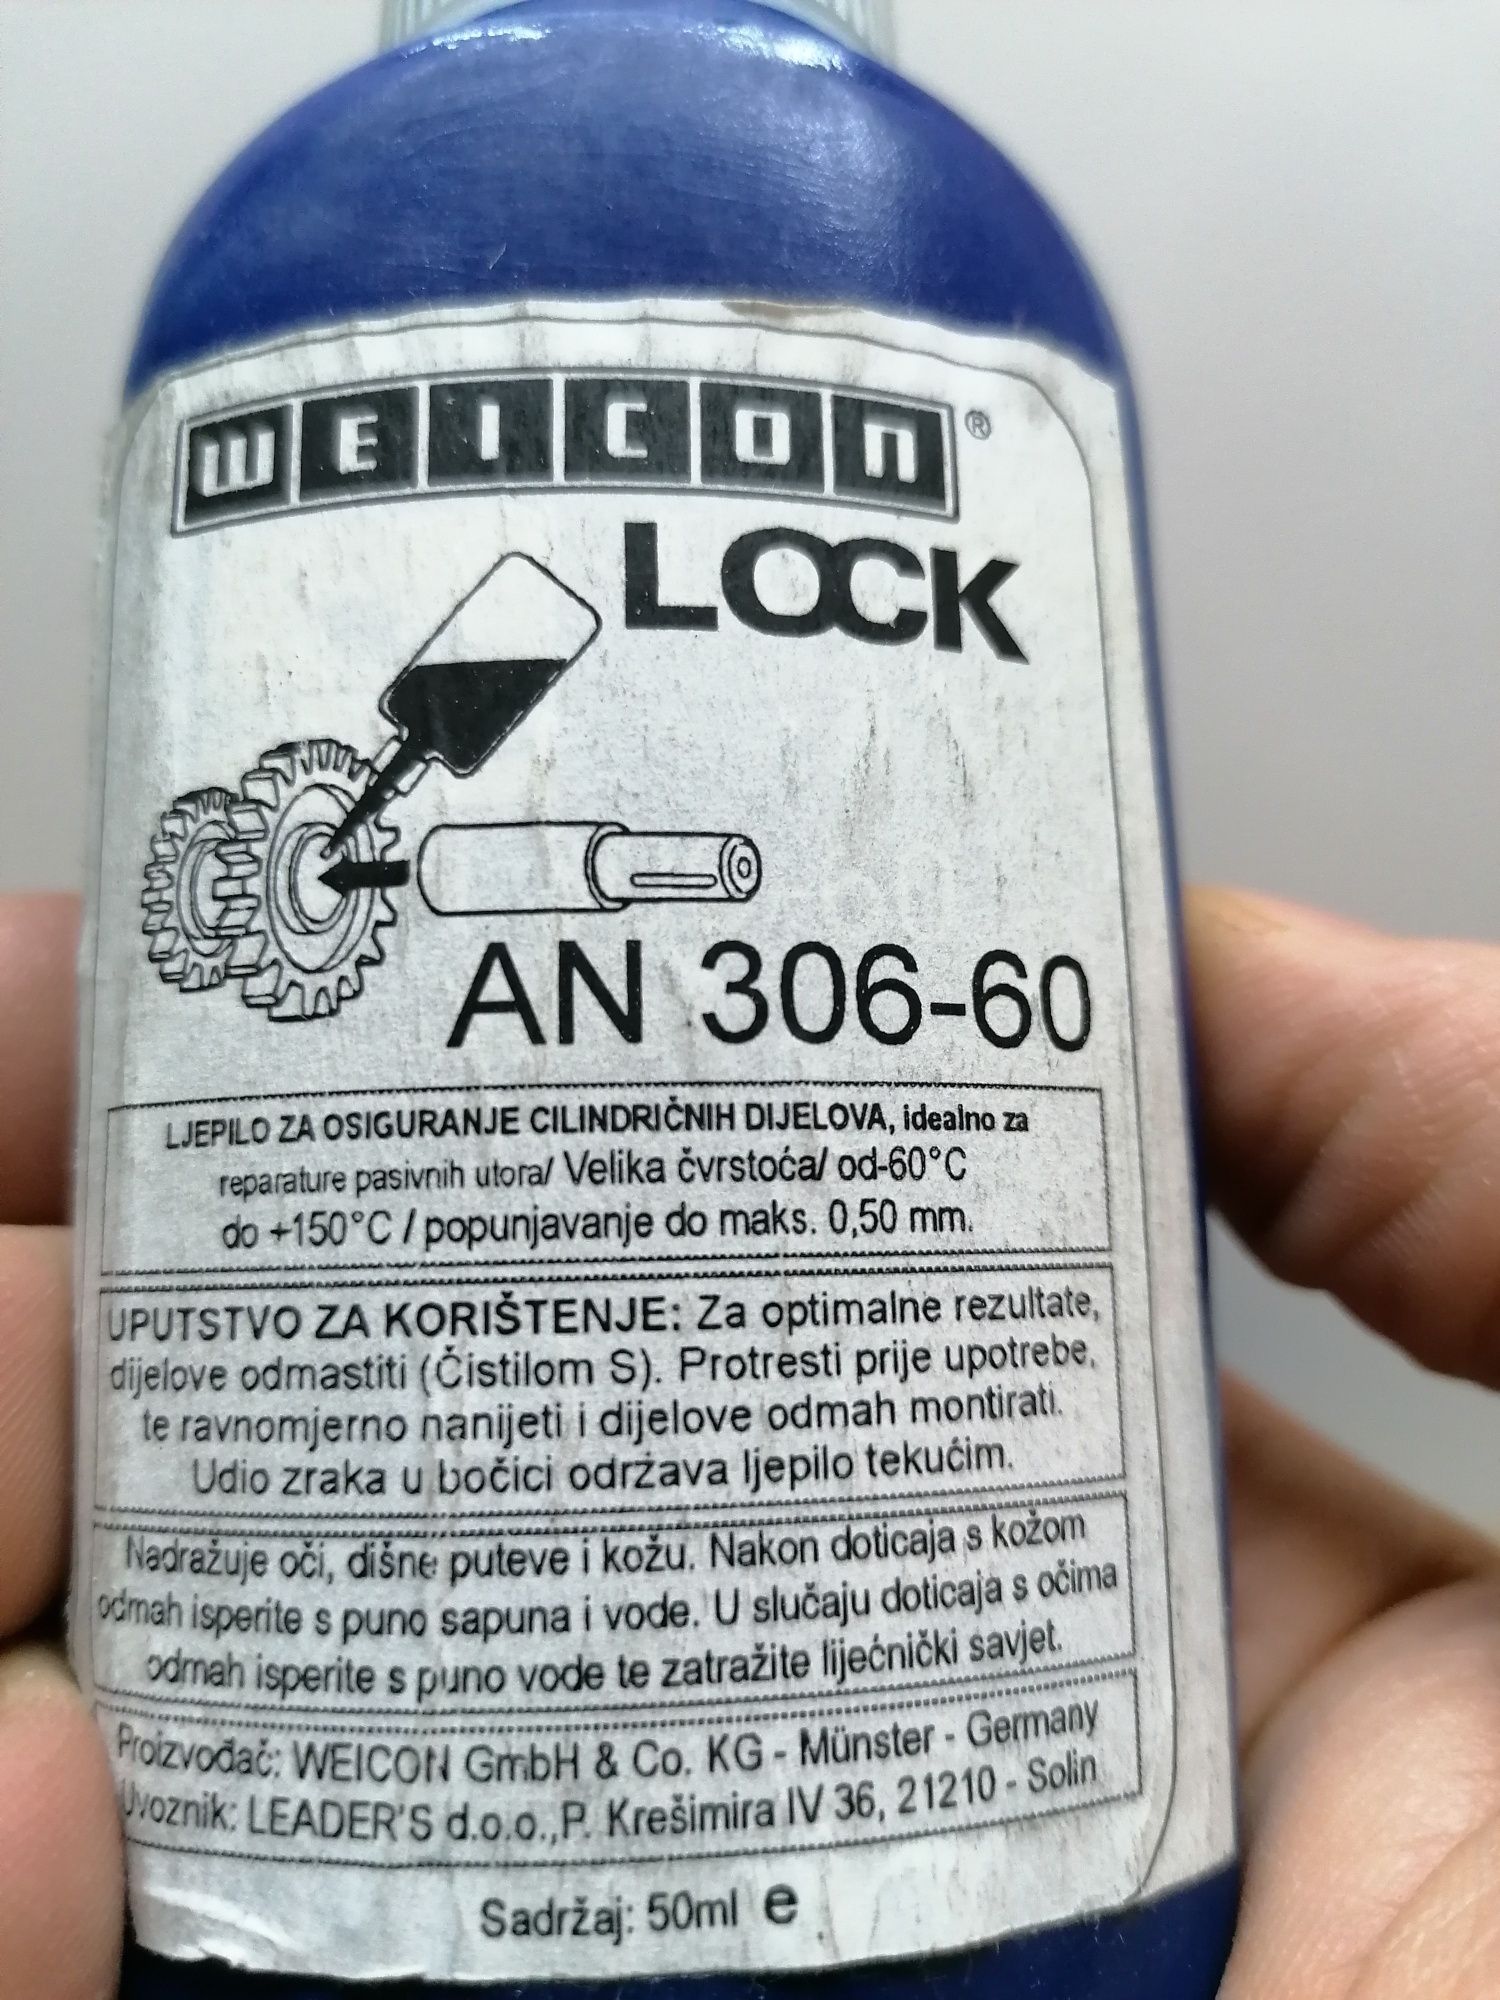 WEICON®
LOCK
AN 306-60
LJEPILO ZA OSIGURANJE CILINDRIČNIH DIJELOVA, idealno za
reparature pasivnih utora/ Velika čvrstoća/ od-60°C
do +150°C / popunjavanje do maks. 0,50 mm.
UPUTSTVO ZA KORIŠTENJE: Za optimalne rezultate,
dijelove odmastiti (Čistilom S). Protresti prije upotrebe,
te ravnomjerno nanijeti i dijelove odmah montirati.
Udio zraka u bočici održava ljepilo tekućim.
Nadražuje oči, dišne puteve i kožu. Nakon doticaja s kožom
odmah isperite s puno sapuna i vode. U slučaju doticaja s očima
odmah isperite s puno vode te zatražite liječnički savjet.
Proizvođač: WEICON GmbH & Co. KG - Münster - Germany
Uvoznik: LEADER'S d.o.o.,P. Krešimira IV 36, 21210 - Solin
Sadržaj: 50ml e